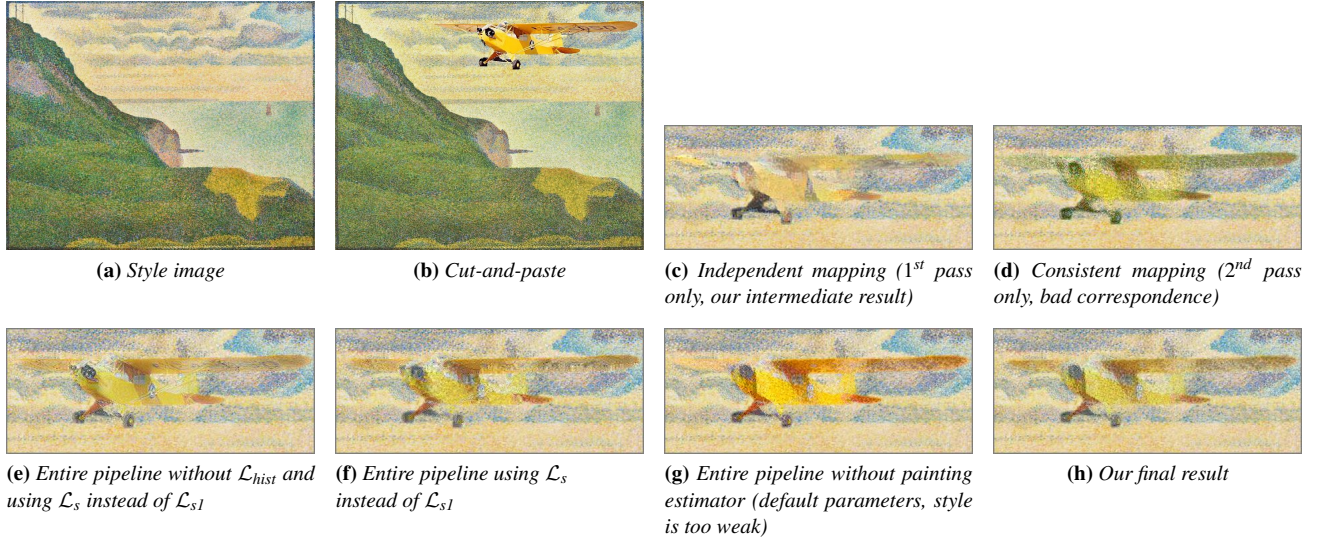 (a) Style image
(b) Cut-and-paste
(c) Independent mapping (1st pass
only, our intermediate result)
(d) Consistent mapping (2nd pass
only, bad correspondence)
(e) Entire pipeline without ℒhist and
using ℒs instead of ℒs1
(f) Entire pipeline using ℒs
instead of ℒs1
(g) Entire pipeline without painting
estimator (default parameters, style
is too weak)
(h) Our final result